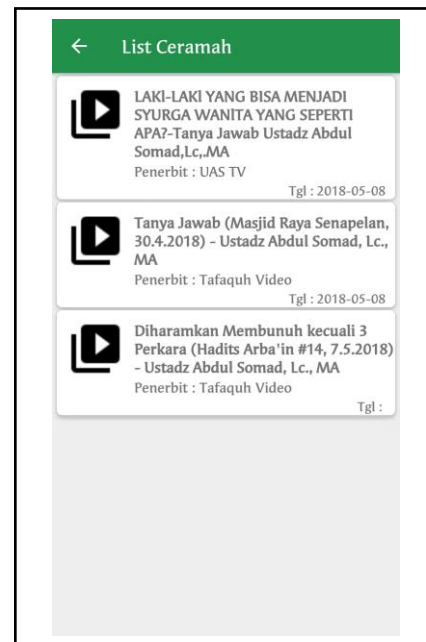 List Ceramah
LAKI-LAKI YANG BISA MENJADI
SYURGA WANITA YANG SEPERTI
APA?-Tanya Jawab Ustadz Abdul
Somad,Lc,.MA
Penerbit : UAS TV
Tgl : 2018-05-08
Tanya Jawab (Masjid Raya Senapelan,
30.4.2018) - Ustadz Abdul Somad, Lc.,
MA
Penerbit : Tafaquh Video
Tgl : 2018-05-08
Diharamkan Membunuh kecuali 3
Perkara (Hadits Arba'in #14, 7.5.2018)
- Ustadz Abdul Somad, Lc., MA
Penerbit : Tafaquh Video
Tgl :